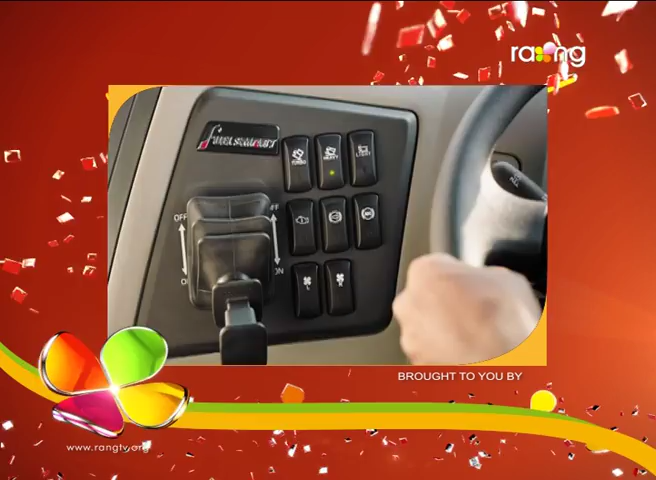 rang
FUELSMART
TURBO
HEAVY
LIGHT
OFF
ON
L
R
BROUGHT TO YOU BY
www.rangtv.org